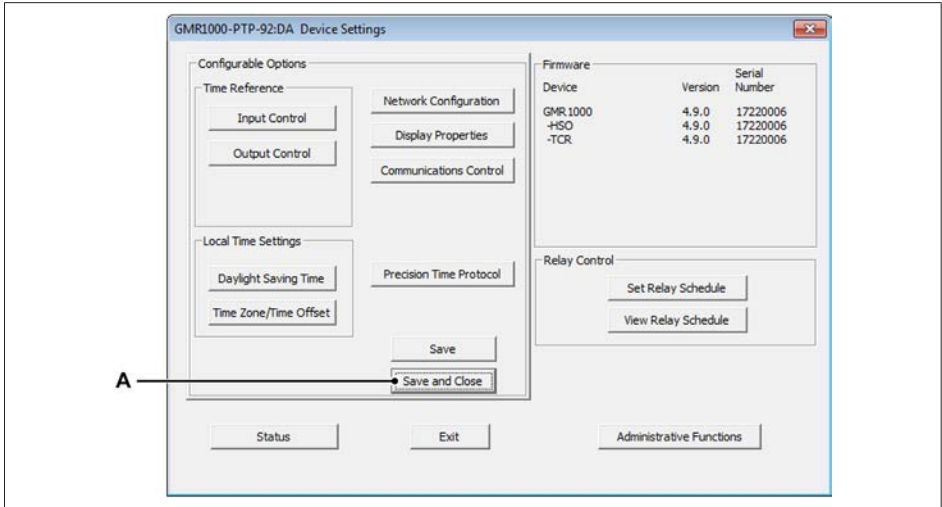 GMR1000-PTP-92:DA Device Settings
Configurable Options
Time Reference
Input Control
Output Control
Network Configuration
Display Properties
Communications Control
Local Time Settings
Daylight Saving Time
Time Zone/Time Offset
Precision Time Protocol
Save
A
Save and Close
Firmware
Serial
Device Version Number
GMR1000 4.9.0 17220006
-HSO 4.9.0 17220006
-TCR 4.9.0 17220006
Relay Control
Set Relay Schedule
View Relay Schedule
Status
Exit
Administrative Functions